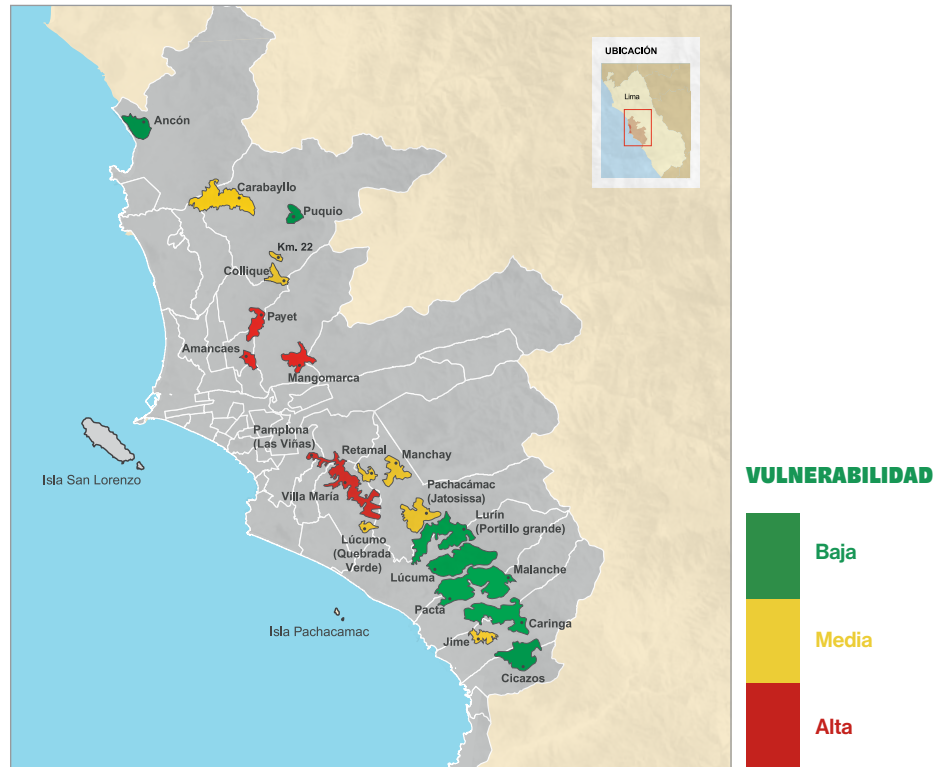 UBICACIÓN
Lima
Ancón
Carabayllo
Puquio
Km. 22
Collique
Payet
Amancaes
Mangomarca
Pamplona
(Las Viñas)
Retamal
Manchay
Isla San Lorenzo
Villa María
Pachacámac
(Jatosissa)
Lurín
(Portillo grande)
Lúcumo
(Quebrada
Verde)
Lúcuma
Malanche
Pacta
Caringa
Isla Pachacamac
Jime
Cicazos
VULNERABILIDAD
Baja
Media
Alta